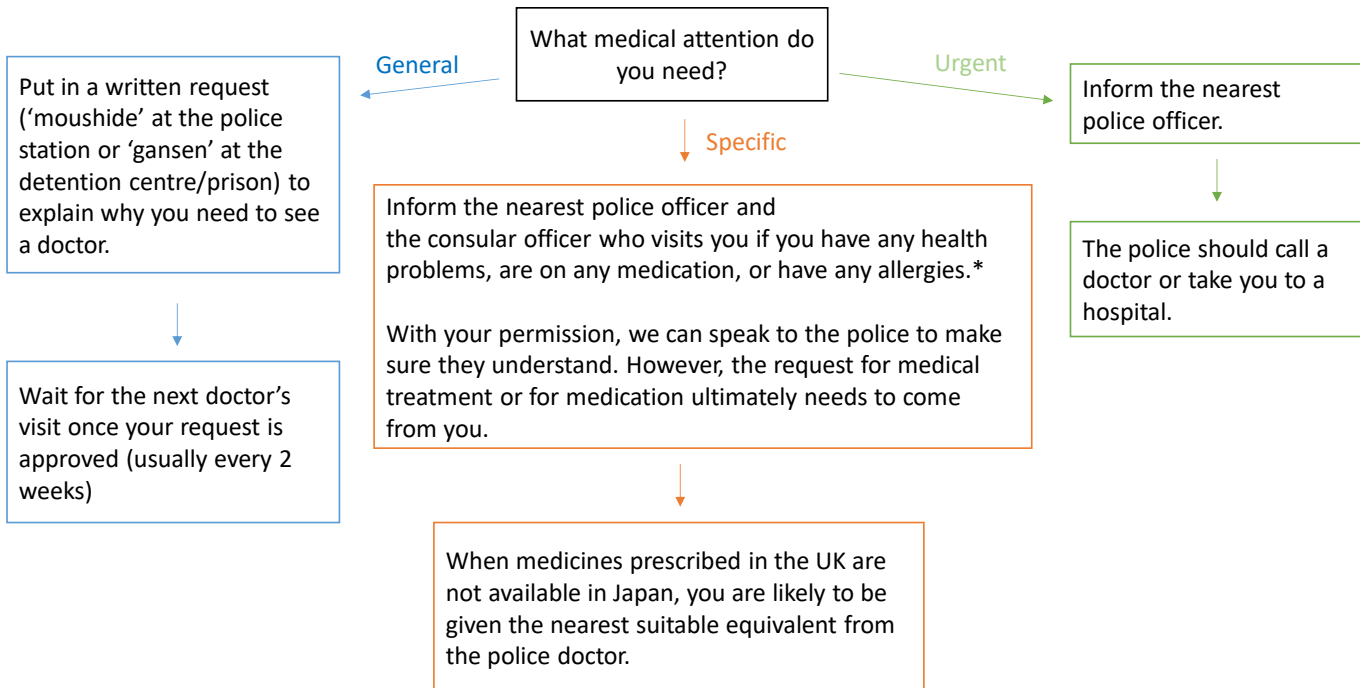 What medical attention do
you need?
General
Put in a written request
(‘moushide’ at the police
station or ‘gansen’ at the
detention centre/prison) to
explain why you need to see
a doctor.
Wait for the next doctor’s
visit once your request is
approved (usually every 2
weeks)
Specific
Inform the nearest police officer and
the consular officer who visits you if you have any health
problems, are on any medication, or have any allergies.*
With your permission, we can speak to the police to make
sure they understand. However, the request for medical
treatment or for medication ultimately needs to come
from you.
When medicines prescribed in the UK are
not available in Japan, you are likely to be
given the nearest suitable equivalent from
the police doctor.
Urgent
Inform the nearest
police officer.
The police should call a
doctor or take you to a
hospital.